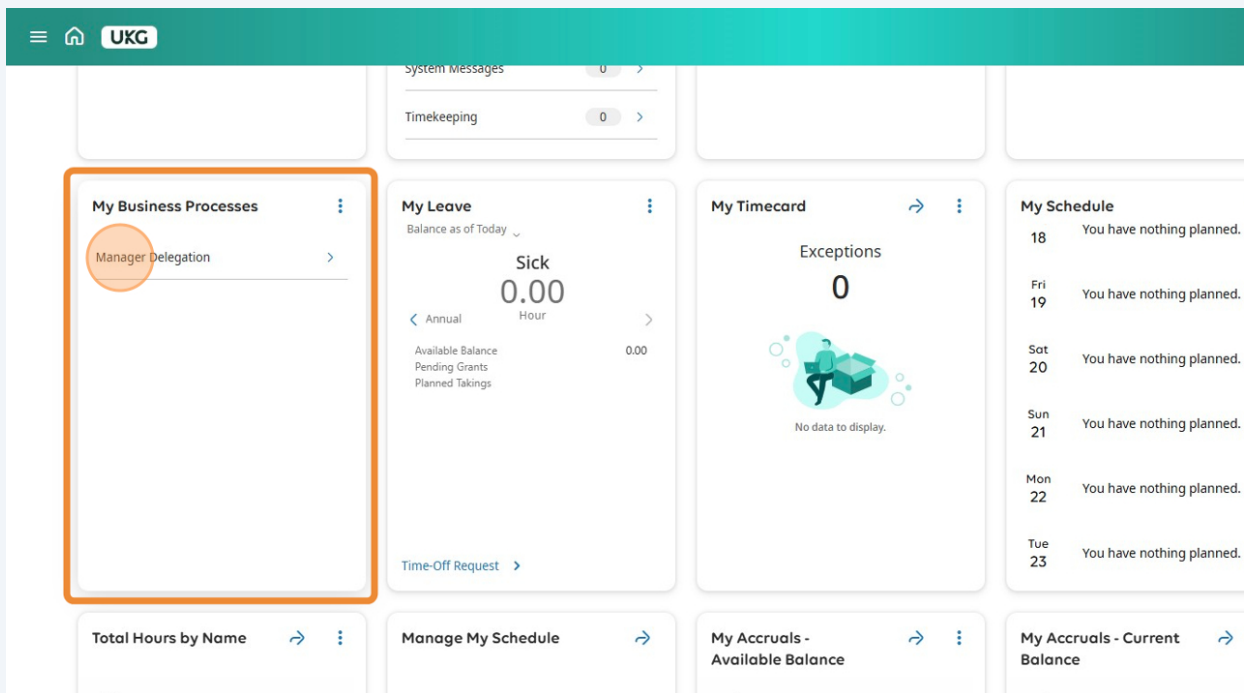 UKG
System Messages 0
Timekeeping 0
My Business Processes
Manager Delegation
My Leave
Balance as of Today
Sick
0.00
Hour
Annual
Available Balance 0.00
Pending Grants
Planned Takings
Time-Off Request
My Timecard
Exceptions
0
No data to display.
My Schedule
18 You have nothing planned.
Fri
19 You have nothing planned.
Sat
20 You have nothing planned.
Sun
21 You have nothing planned.
Mon
22 You have nothing planned.
Tue
23 You have nothing planned.
Total Hours by Name
Manage My Schedule
My Accruals -
Available Balance
My Accruals - Current
Balance